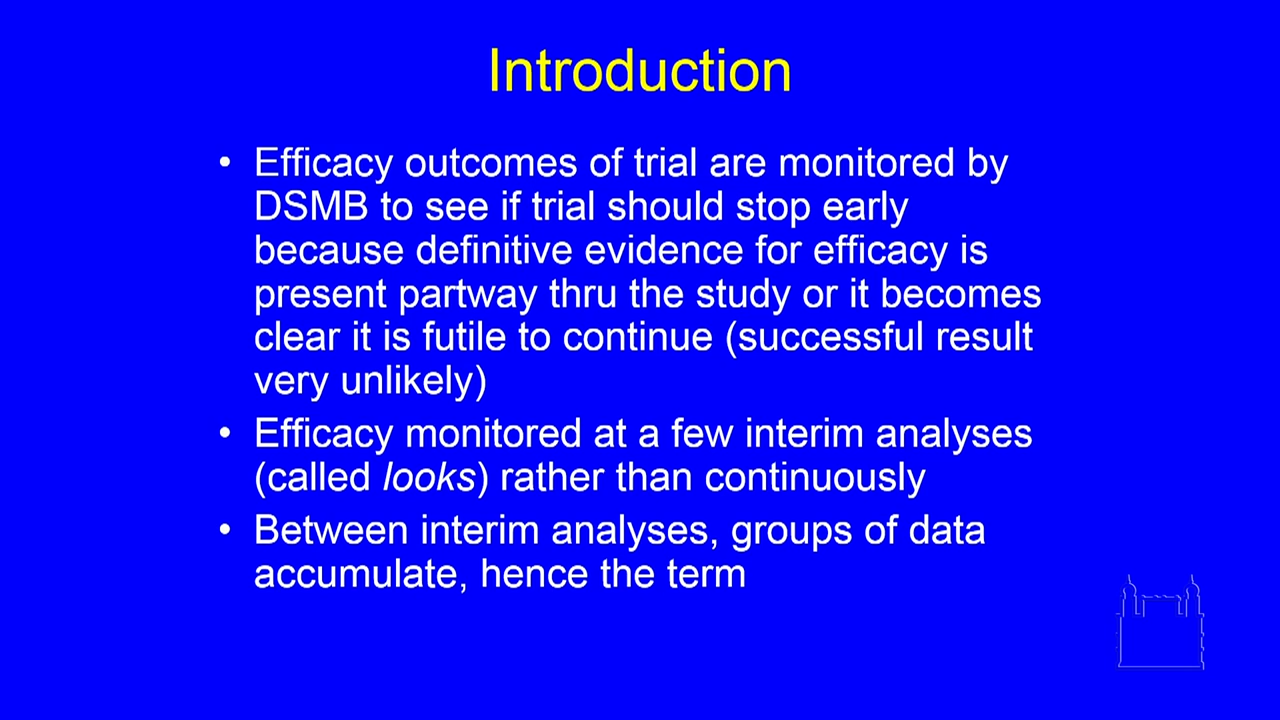 Introduction
• Efficacy outcomes of trial are monitored by
DSMB to see if trial should stop early
because definitive evidence for efficacy is
present partway thru the study or it becomes
clear it is futile to continue (successful result
very unlikely)
• Efficacy monitored at a few interim analyses
(called looks) rather than continuously
• Between interim analyses, groups of data
accumulate, hence the term